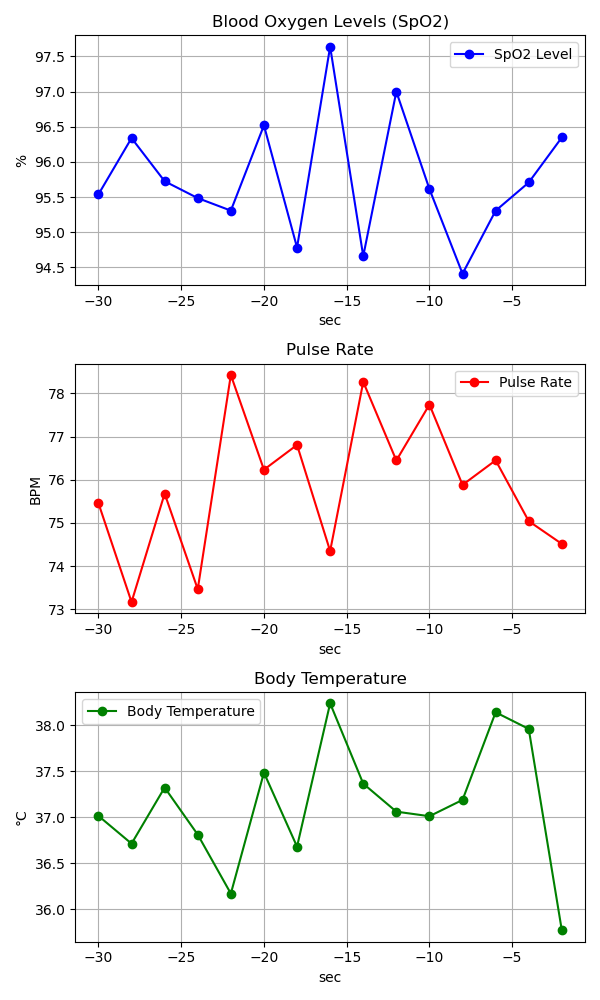 Blood Oxygen Levels (SpO2)
SpO2 Level
97.5
97.0
96.5
96.0
95.5
95.0
94.5
%
−30 −25 −20 −15 −10 −5
sec
Pulse Rate
Pulse Rate
78
77
76
75
74
73
BPM
−30 −25 −20 −15 −10 −5
sec
Body Temperature
Body Temperature
38.0
37.5
37.0
36.5
36.0
°C
−30 −25 −20 −15 −10 −5
sec